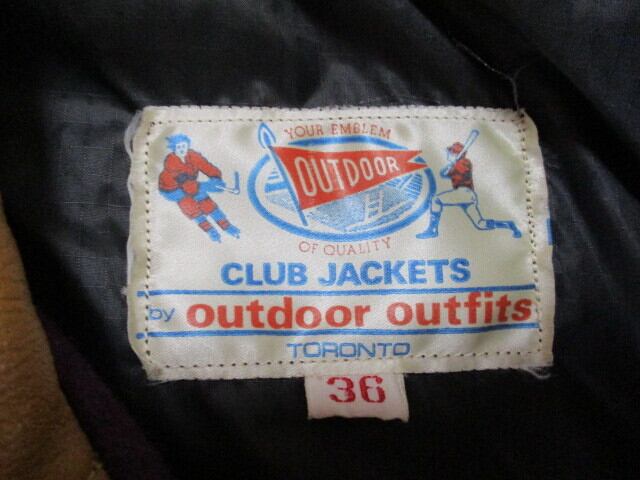 YOUR EMBLEM
OUTDOOR
OF QUALITY
CLUB JACKETS
by outdoor outfits
TORONTO
36